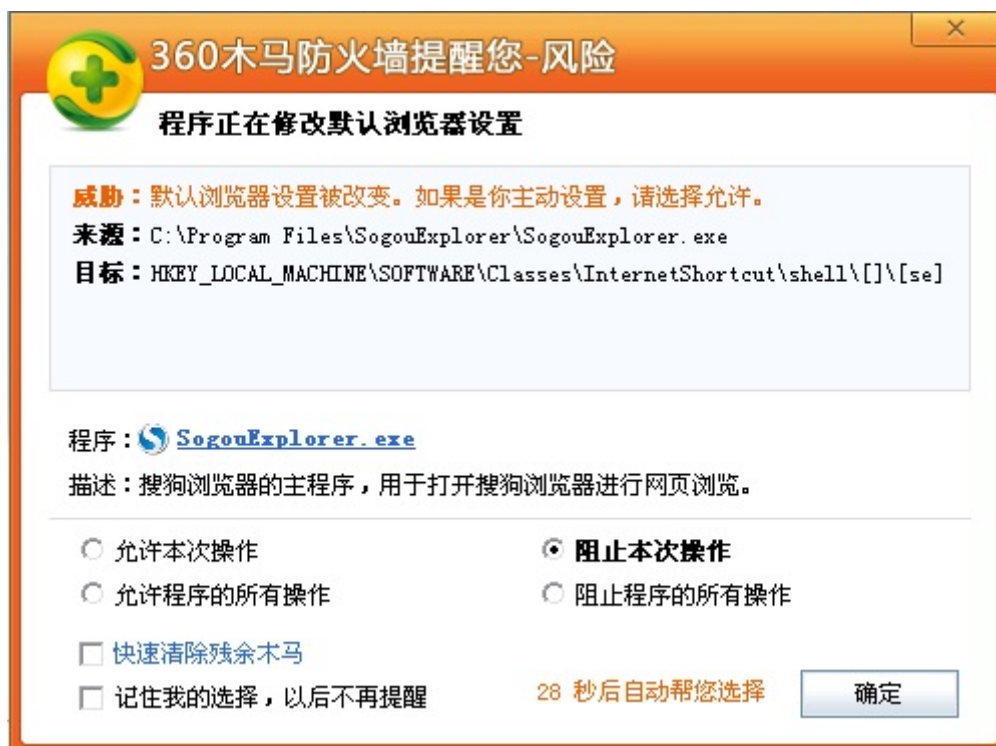 360木马防火墙提醒您-风险
程序正在修改默认浏览器设置
威胁：默认浏览器设置被改变。如果是你主动设置，请选择允许。
来源：C:\Program Files\SogouExplorer\SogouExplorer.exe
目标：HKEY_LOCAL_MACHINE\SOFTWARE\Classes\InternetShortcut\shell\[]\[se]
程序：SogouExplorer.exe
描述：搜狗浏览器的主程序，用于打开搜狗浏览器进行网页浏览。
允许本次操作 阻止本次操作
允许程序的所有操作 阻止程序的所有操作
快速清除残余木马
记住我的选择，以后不再提醒 28 秒后自动帮您选择 确定